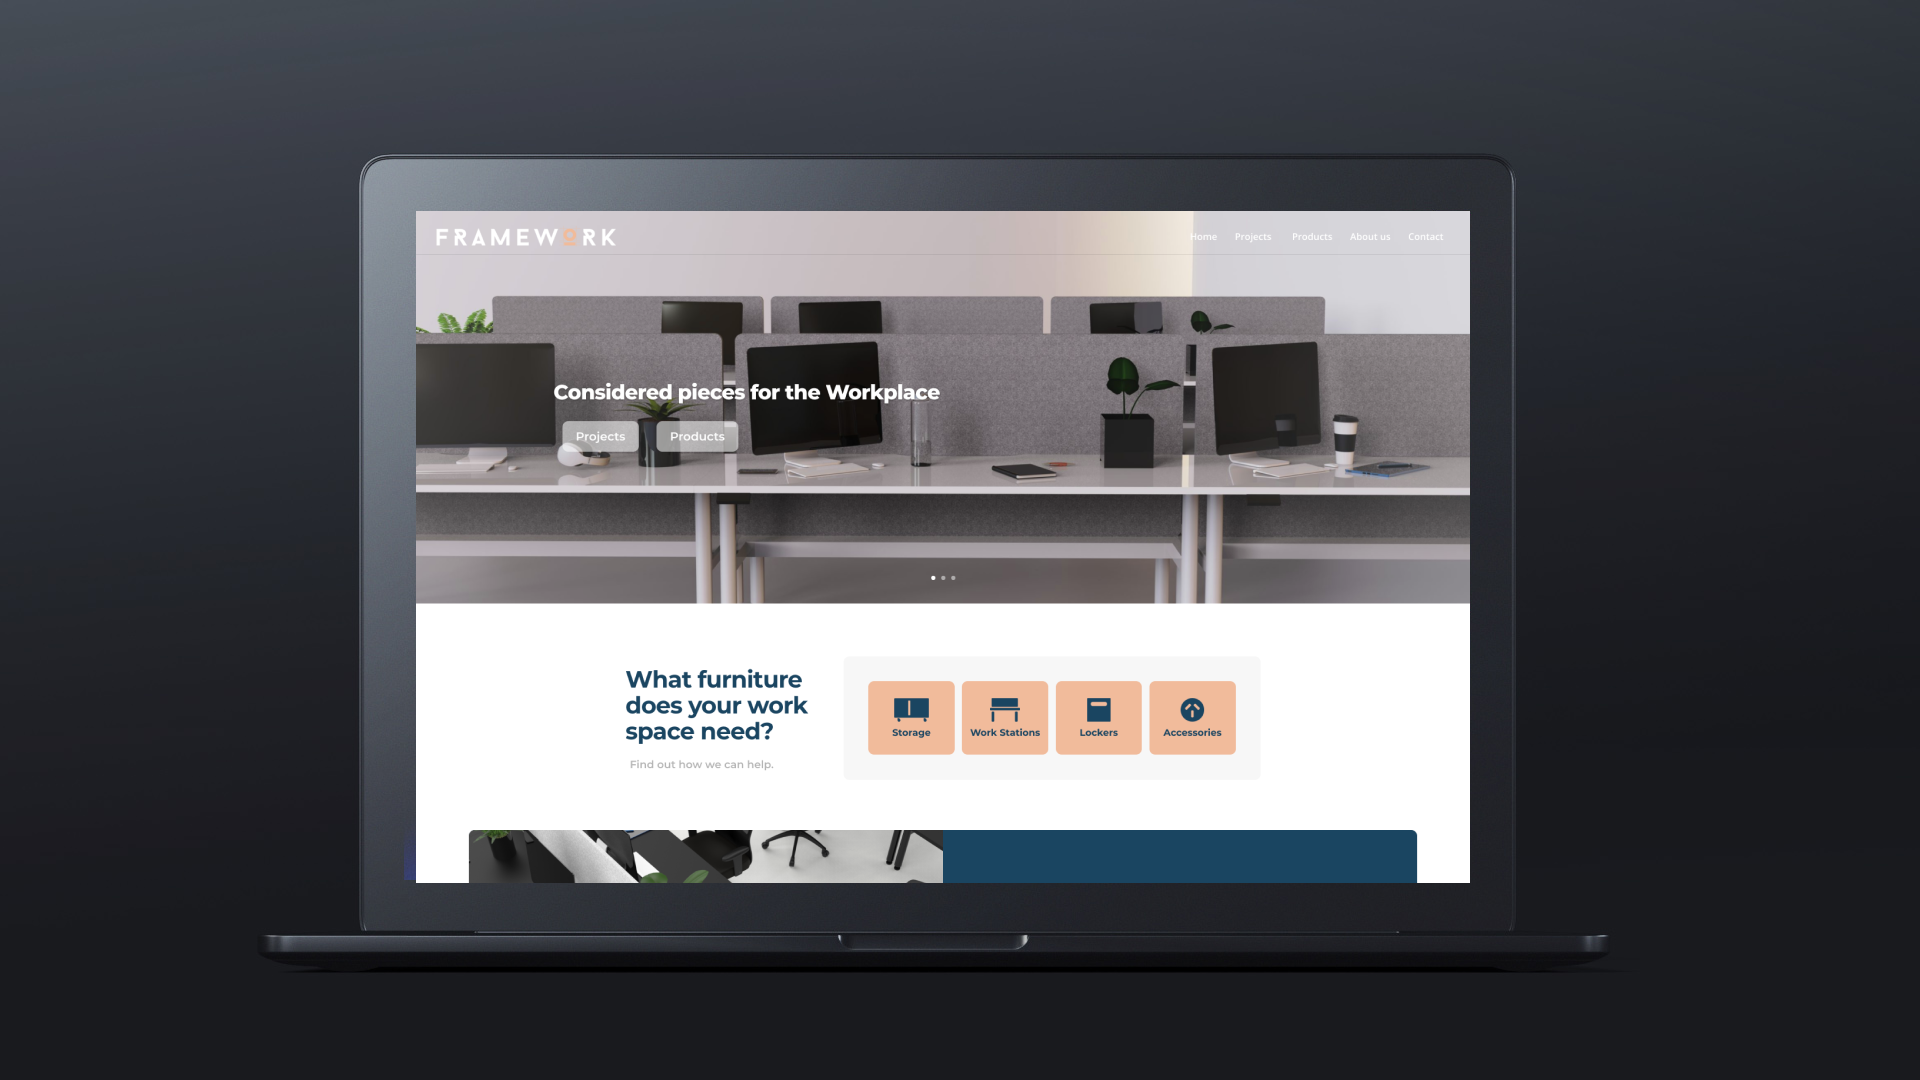 FRAMEWORK
Home Projects Products About us Contact
Considered pieces for the Workplace
Projects Products
What furniture
does your work
space need?
Find out how we can help.
Storage Work Stations Lockers Accessories